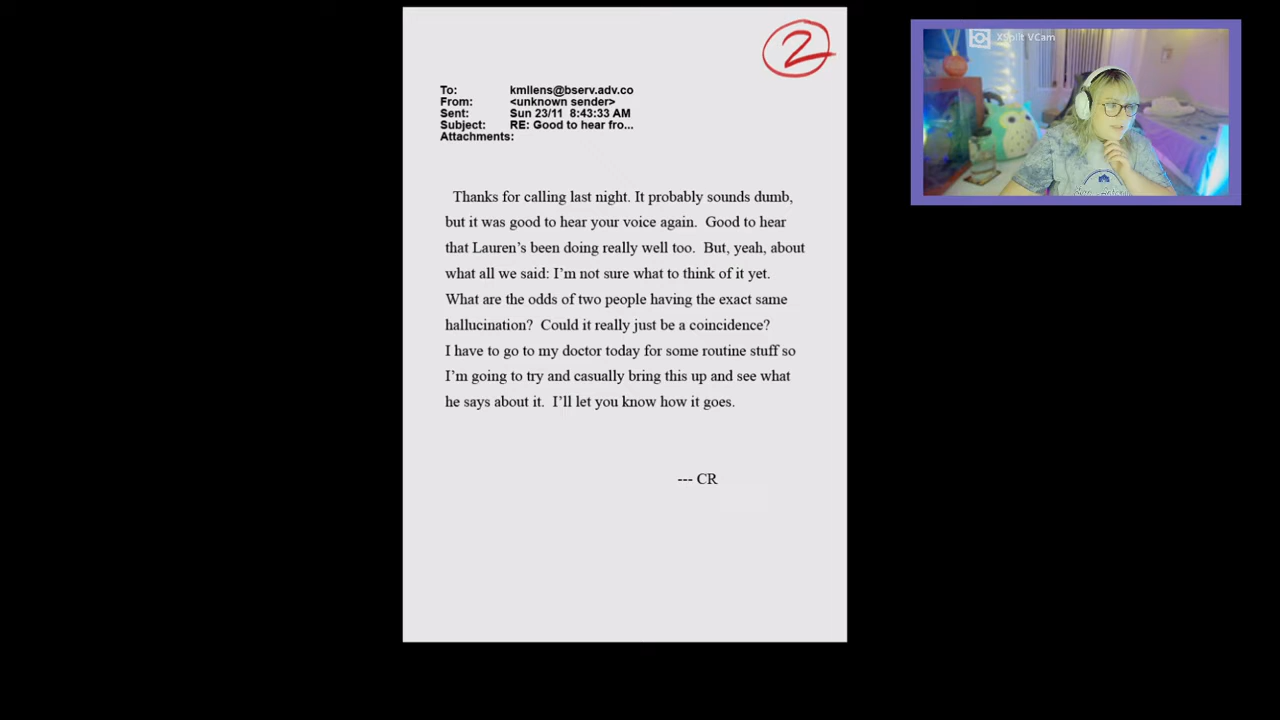 2
XSplit VCam
To: kmllens@bserv.adv.co
From: <unknown sender>
Sent: Sun 23/11 8:43:33 AM
Subject: RE: Good to hear fro...
Attachments:
Thanks for calling last night. It probably sounds dumb,
but it was good to hear your voice again. Good to hear
that Lauren’s been doing really well too. But, yeah, about
what all we said: I’m not sure what to think of it yet.
What are the odds of two people having the exact same
hallucination? Could it really just be a coincidence?
I have to go to my doctor today for some routine stuff so
I’m going to try and casually bring this up and see what
he says about it. I’ll let you know how it goes.
--- CR